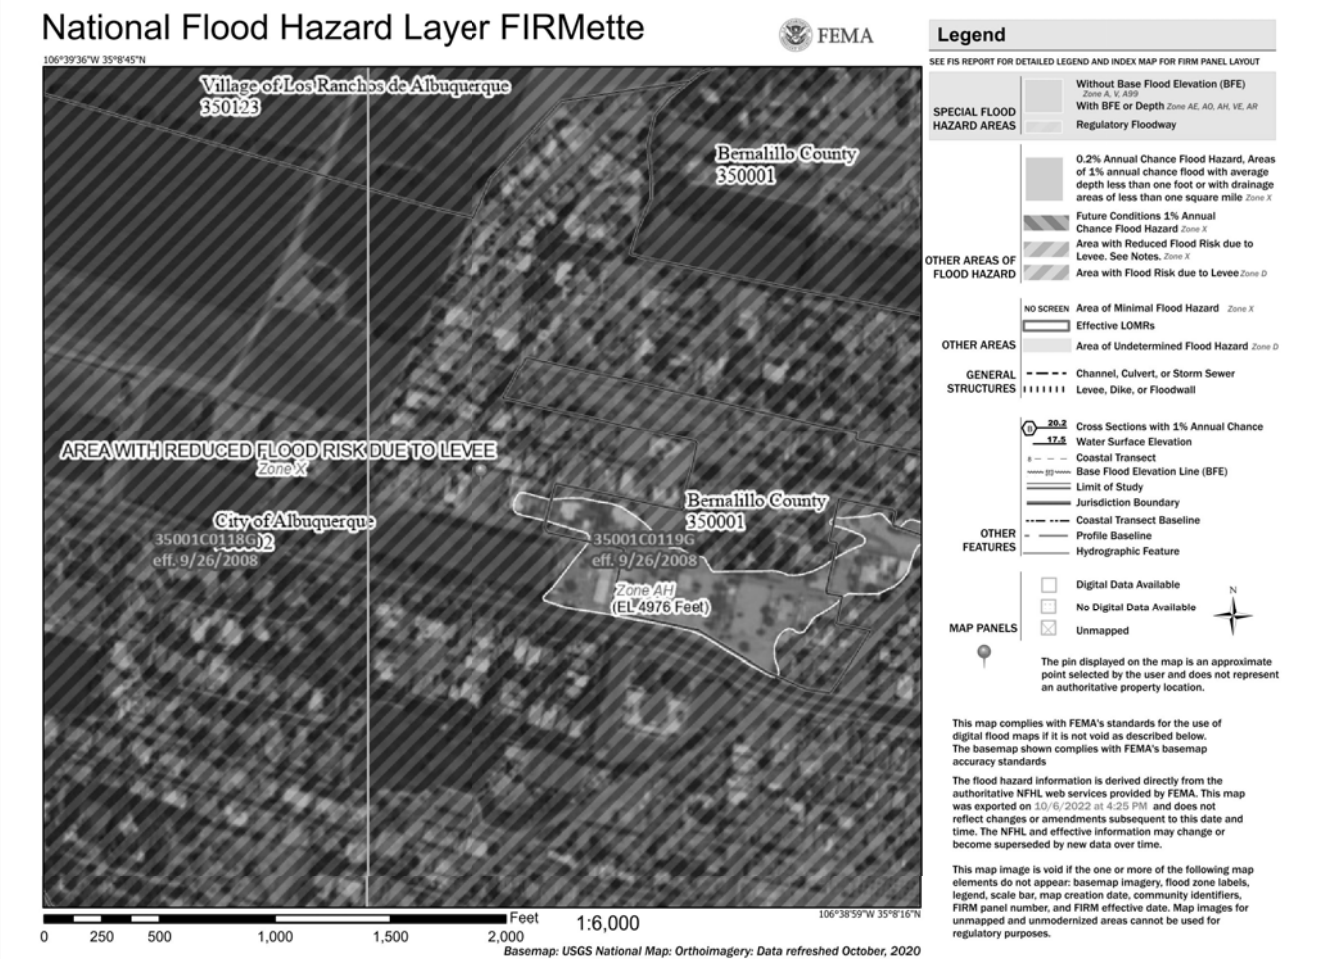 National Flood Hazard Layer FIRMette
FEMA
106°39'36"W 35°8'45"N
Village of Los Ranchos de Albuquerque
350123
Bernalillo County
350001
AREA WITH REDUCED FLOOD RISK DUE TO LEVEE
Zone X
City of Albuquerque
35001C0118G
eff. 9/26/2008
Bernalillo County
350001
35001C0119G
eff. 9/26/2008
Zone AH
(EL 4976 Feet)
106°38'59"W 35°8'16"N
Feet
1:6,000
0 250 500 1,000 1,500 2,000
Basemap: USGS National Map: Orthoimagery: Data refreshed October, 2020
Legend
SEE FIS REPORT FOR DETAILED LEGEND AND INDEX MAP FOR FIRM PANEL LAYOUT
SPECIAL FLOOD
HAZARD AREAS
Without Base Flood Elevation (BFE)
Zone A, V, A99
With BFE or Depth Zone AE, AO, AH, VE, AR
Regulatory Floodway
OTHER AREAS OF
FLOOD HAZARD
0.2% Annual Chance Flood Hazard, Areas
of 1% annual chance flood with average
depth less than one foot or with drainage
areas of less than one square mile Zone X
Future Conditions 1% Annual
Chance Flood Hazard Zone X
Area with Reduced Flood Risk due to
Levee. See Notes. Zone X
Area with Flood Risk due to Levee Zone D
OTHER AREAS
NO SCREEN Area of Minimal Flood Hazard Zone X
Effective LOMRs
Area of Undetermined Flood Hazard Zone D
GENERAL
STRUCTURES
Channel, Culvert, or Storm Sewer
Levee, Dike, or Floodwall
OTHER
FEATURES
B 20.2 Cross Sections with 1% Annual Chance
17.5 Water Surface Elevation
Coastal Transect
Base Flood Elevation Line (BFE)
Limit of Study
Jurisdiction Boundary
Coastal Transect Baseline
Profile Baseline
Hydrographic Feature
MAP PANELS
Digital Data Available
No Digital Data Available
Unmapped
N
The pin displayed on the map is an approximate
point selected by the user and does not represent
an authoritative property location.
This map complies with FEMA's standards for the use of
digital flood maps if it is not void as described below.
The basemap shown complies with FEMA's basemap
accuracy standards
The flood hazard information is derived directly from the
authoritative NFHL web services provided by FEMA. This map
was exported on 10/6/2022 at 4:25 PM and does not
reflect changes or amendments subsequent to this date and
time. The NFHL and effective information may change or
become superseded by new data over time.
This map image is void if the one or more of the following map
elements do not appear: basemap imagery, flood zone labels,
legend, scale bar, map creation date, community identifiers,
FIRM panel number, and FIRM effective date. Map images for
unmapped and unmodernized areas cannot be used for
regulatory purposes.